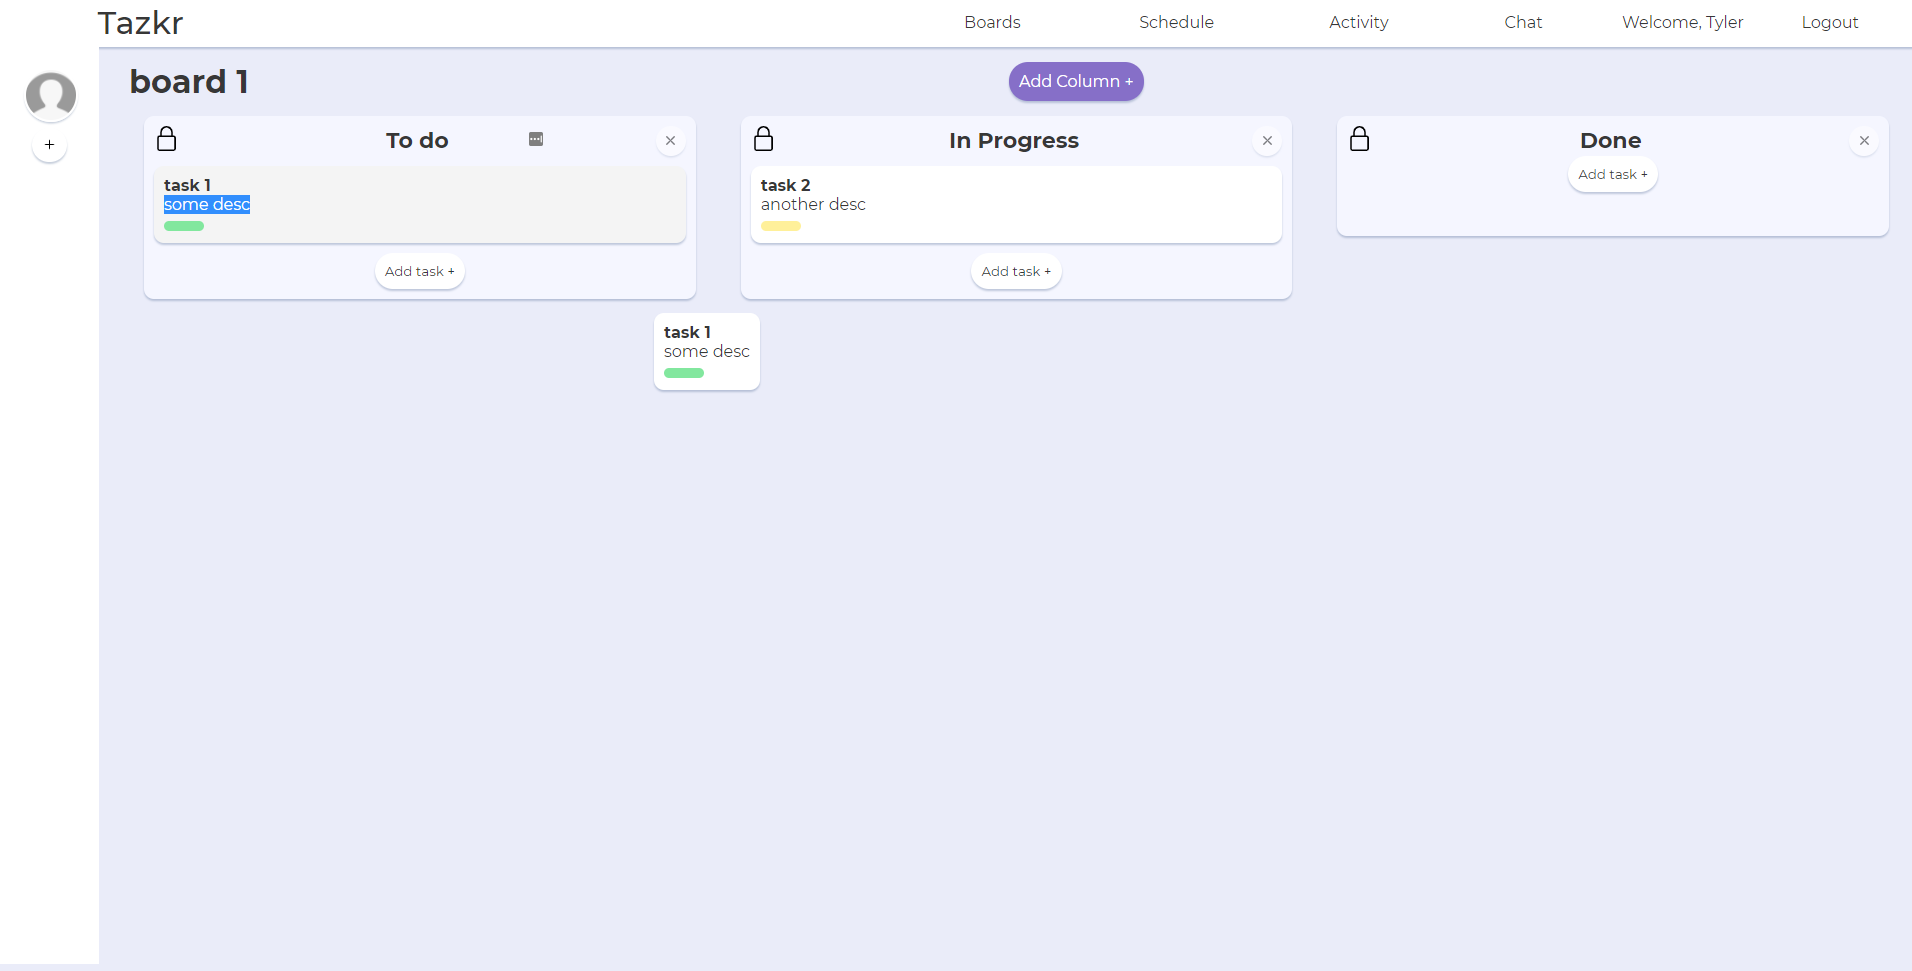 Tazkr
Boards
Schedule
Activity
Chat
Welcome, Tyler
Logout
board 1
Add Column +
+
To do
×
task 1
some desc
Add task +
In Progress
×
task 2
another desc
Add task +
Done
×
Add task +
task 1
some desc